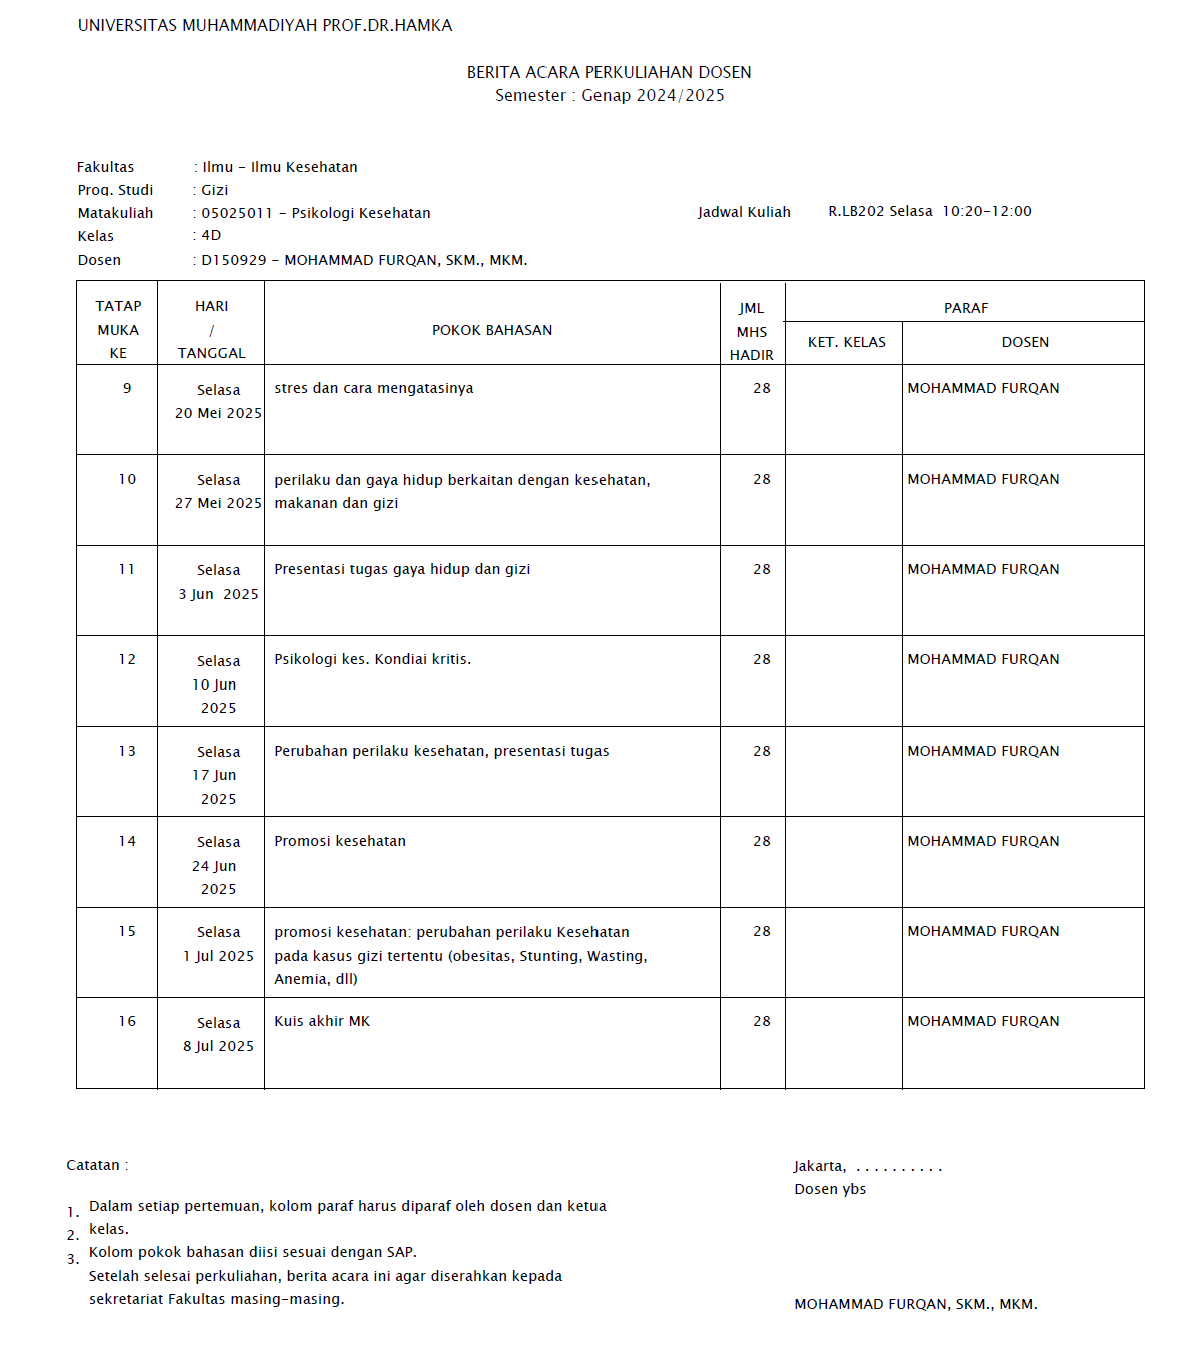 UNIVERSITAS MUHAMMADIYAH PROF.DR.HAMKA
BERITA ACARA PERKULIAHAN DOSEN
Semester : Genap 2024/2025
Fakultas : Ilmu - Ilmu Kesehatan
Prog. Studi : Gizi
Matakuliah : 05025011 - Psikologi Kesehatan Jadwal Kuliah R.LB202 Selasa 10:20-12:00
Kelas : 4D
Dosen : D150929 - MOHAMMAD FURQAN, SKM., MKM.
TATAP MUKA KE
HARI / TANGGAL
POKOK BAHASAN
JML MHS HADIR
PARAF
KET. KELAS
DOSEN
9 Selasa stres dan cara mengatasinya 28 MOHAMMAD FURQAN
20 Mei 2025
10 Selasa perilaku dan gaya hidup berkaitan dengan kesehatan, 28 MOHAMMAD FURQAN
27 Mei 2025 makanan dan gizi
11 Selasa Presentasi tugas gaya hidup dan gizi 28 MOHAMMAD FURQAN
3 Jun 2025
12 Selasa Psikologi kes. Kondiai kritis. 28 MOHAMMAD FURQAN
10 Jun
2025
13 Selasa Perubahan perilaku kesehatan, presentasi tugas 28 MOHAMMAD FURQAN
17 Jun
2025
14 Selasa Promosi kesehatan 28 MOHAMMAD FURQAN
24 Jun
2025
15 Selasa promosi kesehatan: perubahan perilaku Kesehatan 28 MOHAMMAD FURQAN
1 Jul 2025 pada kasus gizi tertentu (obesitas, Stunting, Wasting,
Anemia, dll)
16 Selasa Kuis akhir MK 28 MOHAMMAD FURQAN
8 Jul 2025
Catatan :
1. Dalam setiap pertemuan, kolom paraf harus diparaf oleh dosen dan ketua
2. kelas.
3. Kolom pokok bahasan diisi sesuai dengan SAP.
Setelah selesai perkuliahan, berita acara ini agar diserahkan kepada
sekretariat Fakultas masing-masing.
Jakarta, . . . . . . . . . .
Dosen ybs
MOHAMMAD FURQAN, SKM., MKM.